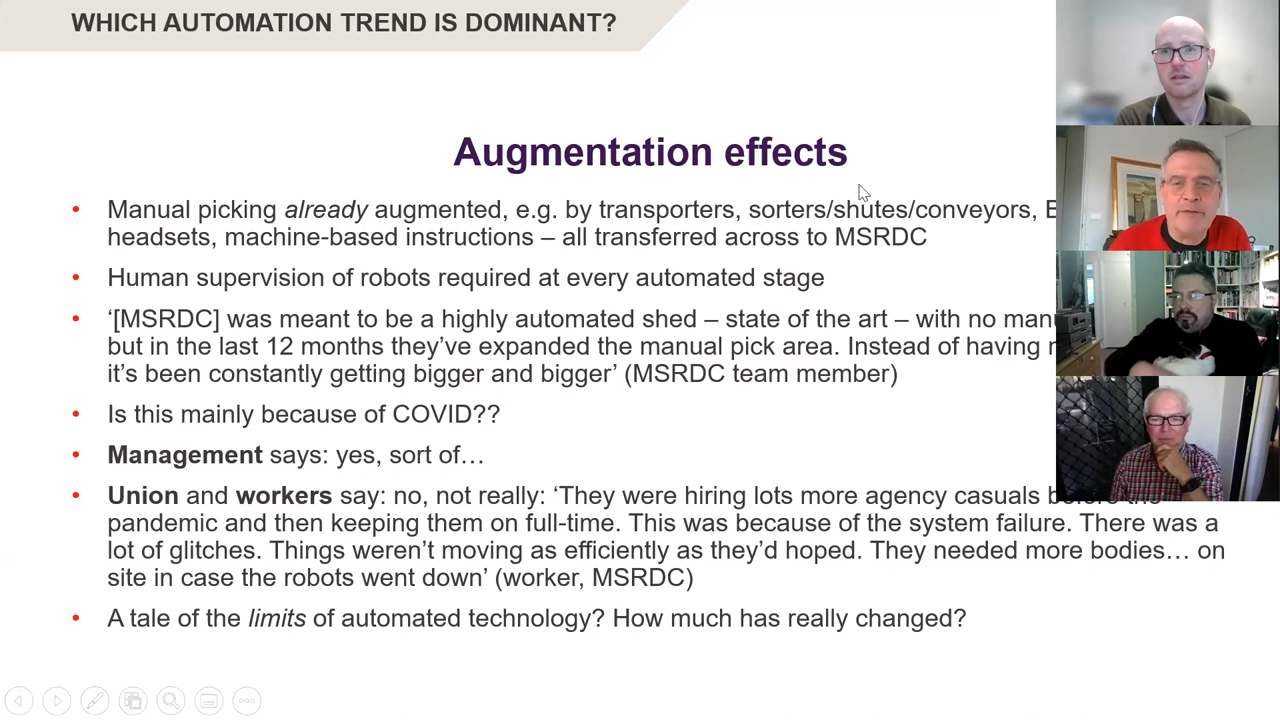 WHICH AUTOMATION TREND IS DOMINANT?
Augmentation effects
• Manual picking already augmented, e.g. by transporters, sorters/shutes/conveyors,
headsets, machine-based instructions – all transferred across to MSRDC
• Human supervision of robots required at every automated stage
• ‘[MSRDC] was meant to be a highly automated shed – state of the art – with no
but in the last 12 months they’ve expanded the manual pick area. Instead of having
it’s been constantly getting bigger and bigger’ (MSRDC team member)
• Is this mainly because of COVID??
• Management says: yes, sort of…
• Union and workers say: no, not really: ‘They were hiring lots more agency casuals before the
pandemic and then keeping them on full-time. This was because of the system failure. There was a
lot of glitches. Things weren’t moving as efficiently as they’d hoped. They needed more bodies… on
site in case the robots went down’ (worker, MSRDC)
• A tale of the limits of automated technology? How much has really changed?